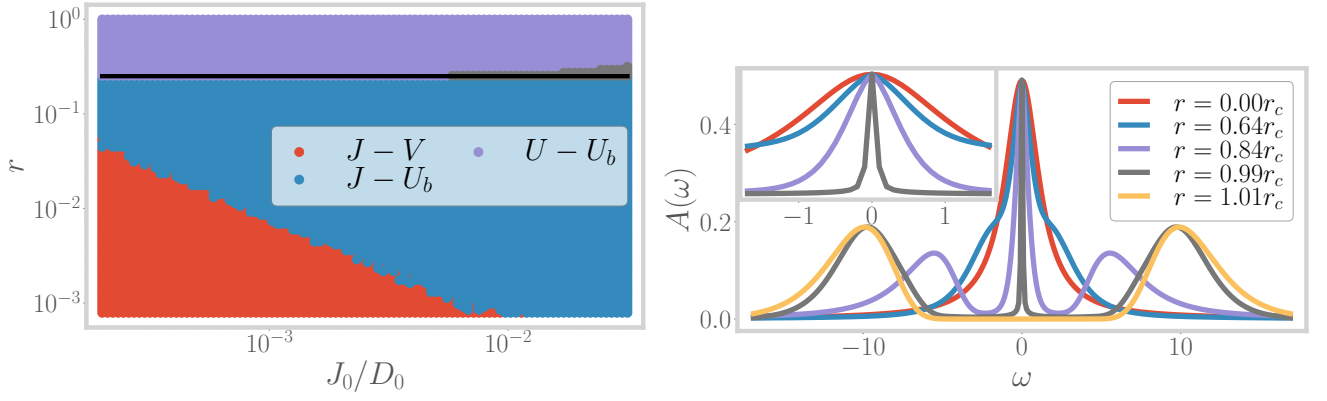 10^0
10^{-1}
10^{-2}
10^{-3}
r
J − V
J − U_b
U − U_b
10^{-3}
10^{-2}
J_0/D_0
0.4
0.2
0.0
A(ω)
−1
0
1
r = 0.00r_c
r = 0.64r_c
r = 0.84r_c
r = 0.99r_c
r = 1.01r_c
−10
0
10
ω